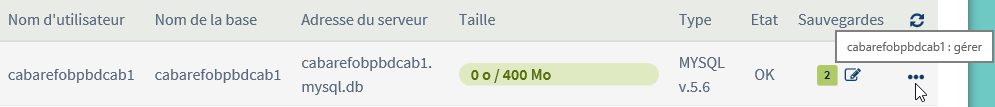 Nom d'utilisateur Nom de la base Adresse du serveur Taille Type Etat Sauvegardes
cabarefobpbdcab1 : gérer
cabarefobpbdcab1 cabarefobpbdcab1 cabarefobpbdcab1. 0 o / 400 Mo MYSQL OK 2
mysql.db v.5.6